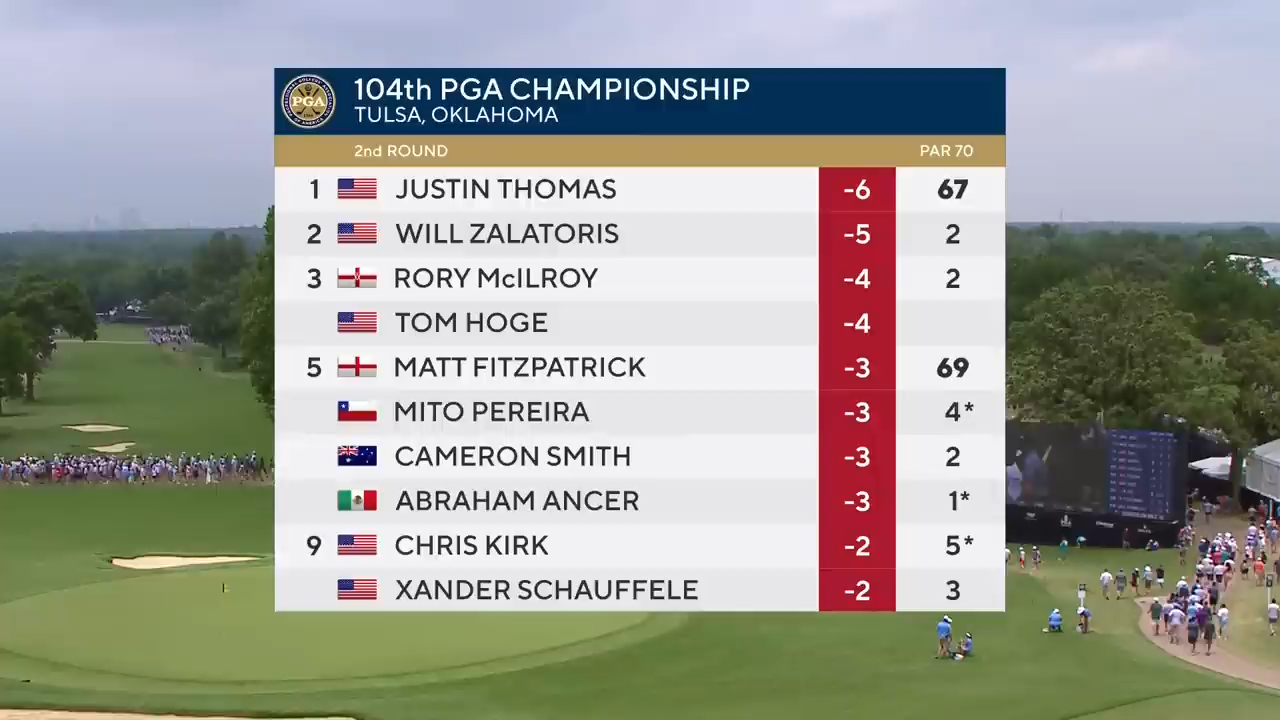 PGA
104th PGA CHAMPIONSHIP
TULSA, OKLAHOMA
2nd ROUND PAR 70
1 JUSTIN THOMAS -6 67
2 WILL ZALATORIS -5 2
3 RORY McILROY -4 2
TOM HOGE -4
5 MATT FITZPATRICK -3 69
MITO PEREIRA -3 4*
CAMERON SMITH -3 2
ABRAHAM ANCER -3 1*
9 CHRIS KIRK -2 5*
XANDER SCHAUFFELE -2 3